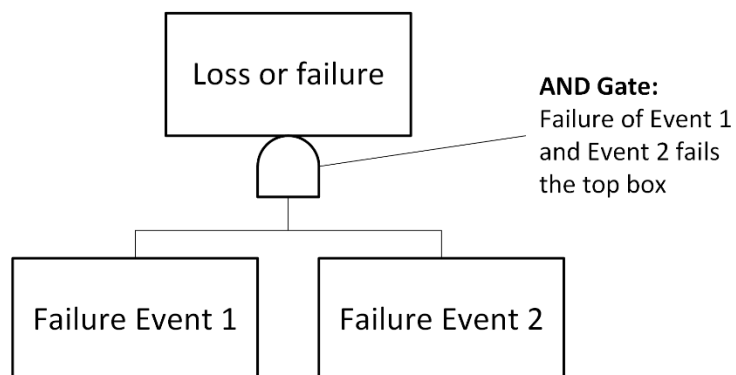 Loss or failure
AND Gate:
Failure of Event 1
and Event 2 fails
the top box
Failure Event 1
Failure Event 2